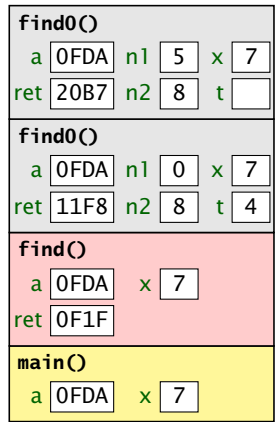 find0()
a 0FDA n1 5 x 7
ret 20B7 n2 8 t
find0()
a 0FDA n1 0 x 7
ret 11F8 n2 8 t 4
find()
a 0FDA x 7
ret 0F1F
main()
a 0FDA x 7